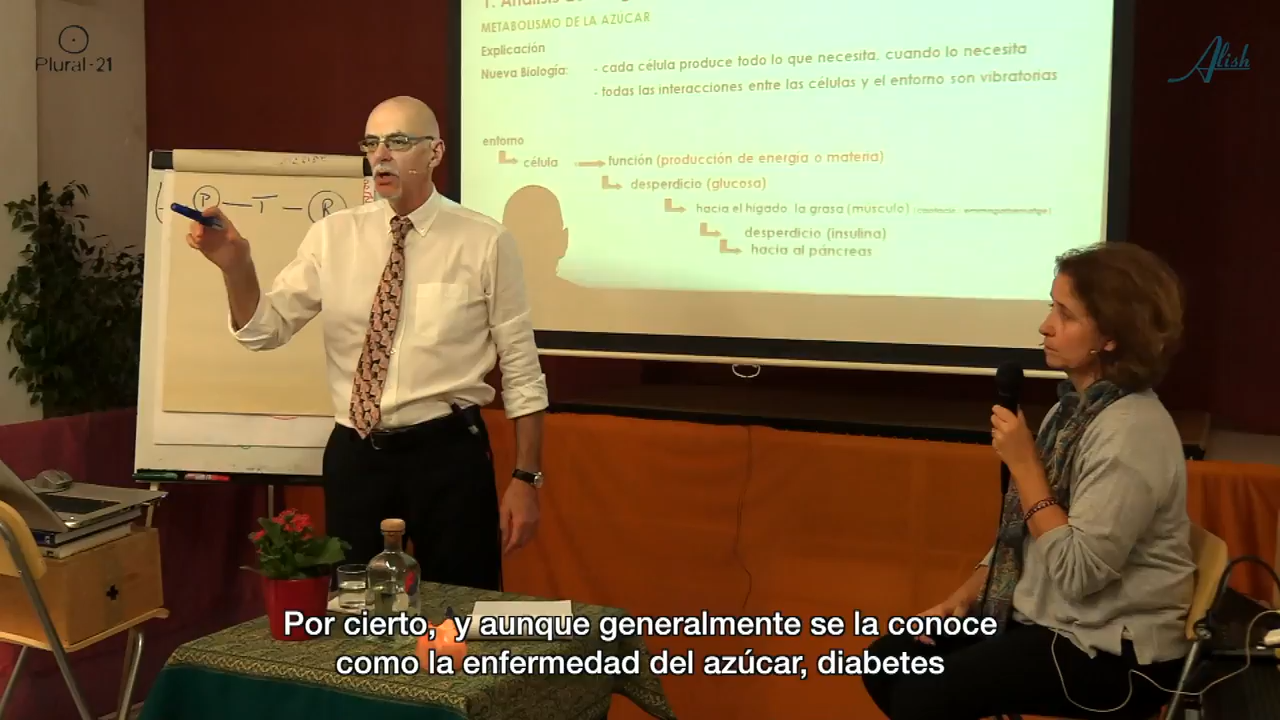 Plural-21
Alish
1. Análisis
METABOLISMO DE LA AZÚCAR
Explicación
Nueva Biología: - cada célula produce todo lo que necesita, cuando lo necesita
- todas las interacciones entre las células y el entorno son vibratorias
entorno
célula función (producción de energía o materia)
desperdicio (glucosa)
hacia el hígado la grasa (músculo)
desperdicio (insulina)
hacia al páncreas
P — T — R
Por cierto, y aunque generalmente se la conoce
como la enfermedad del azúcar, diabetes